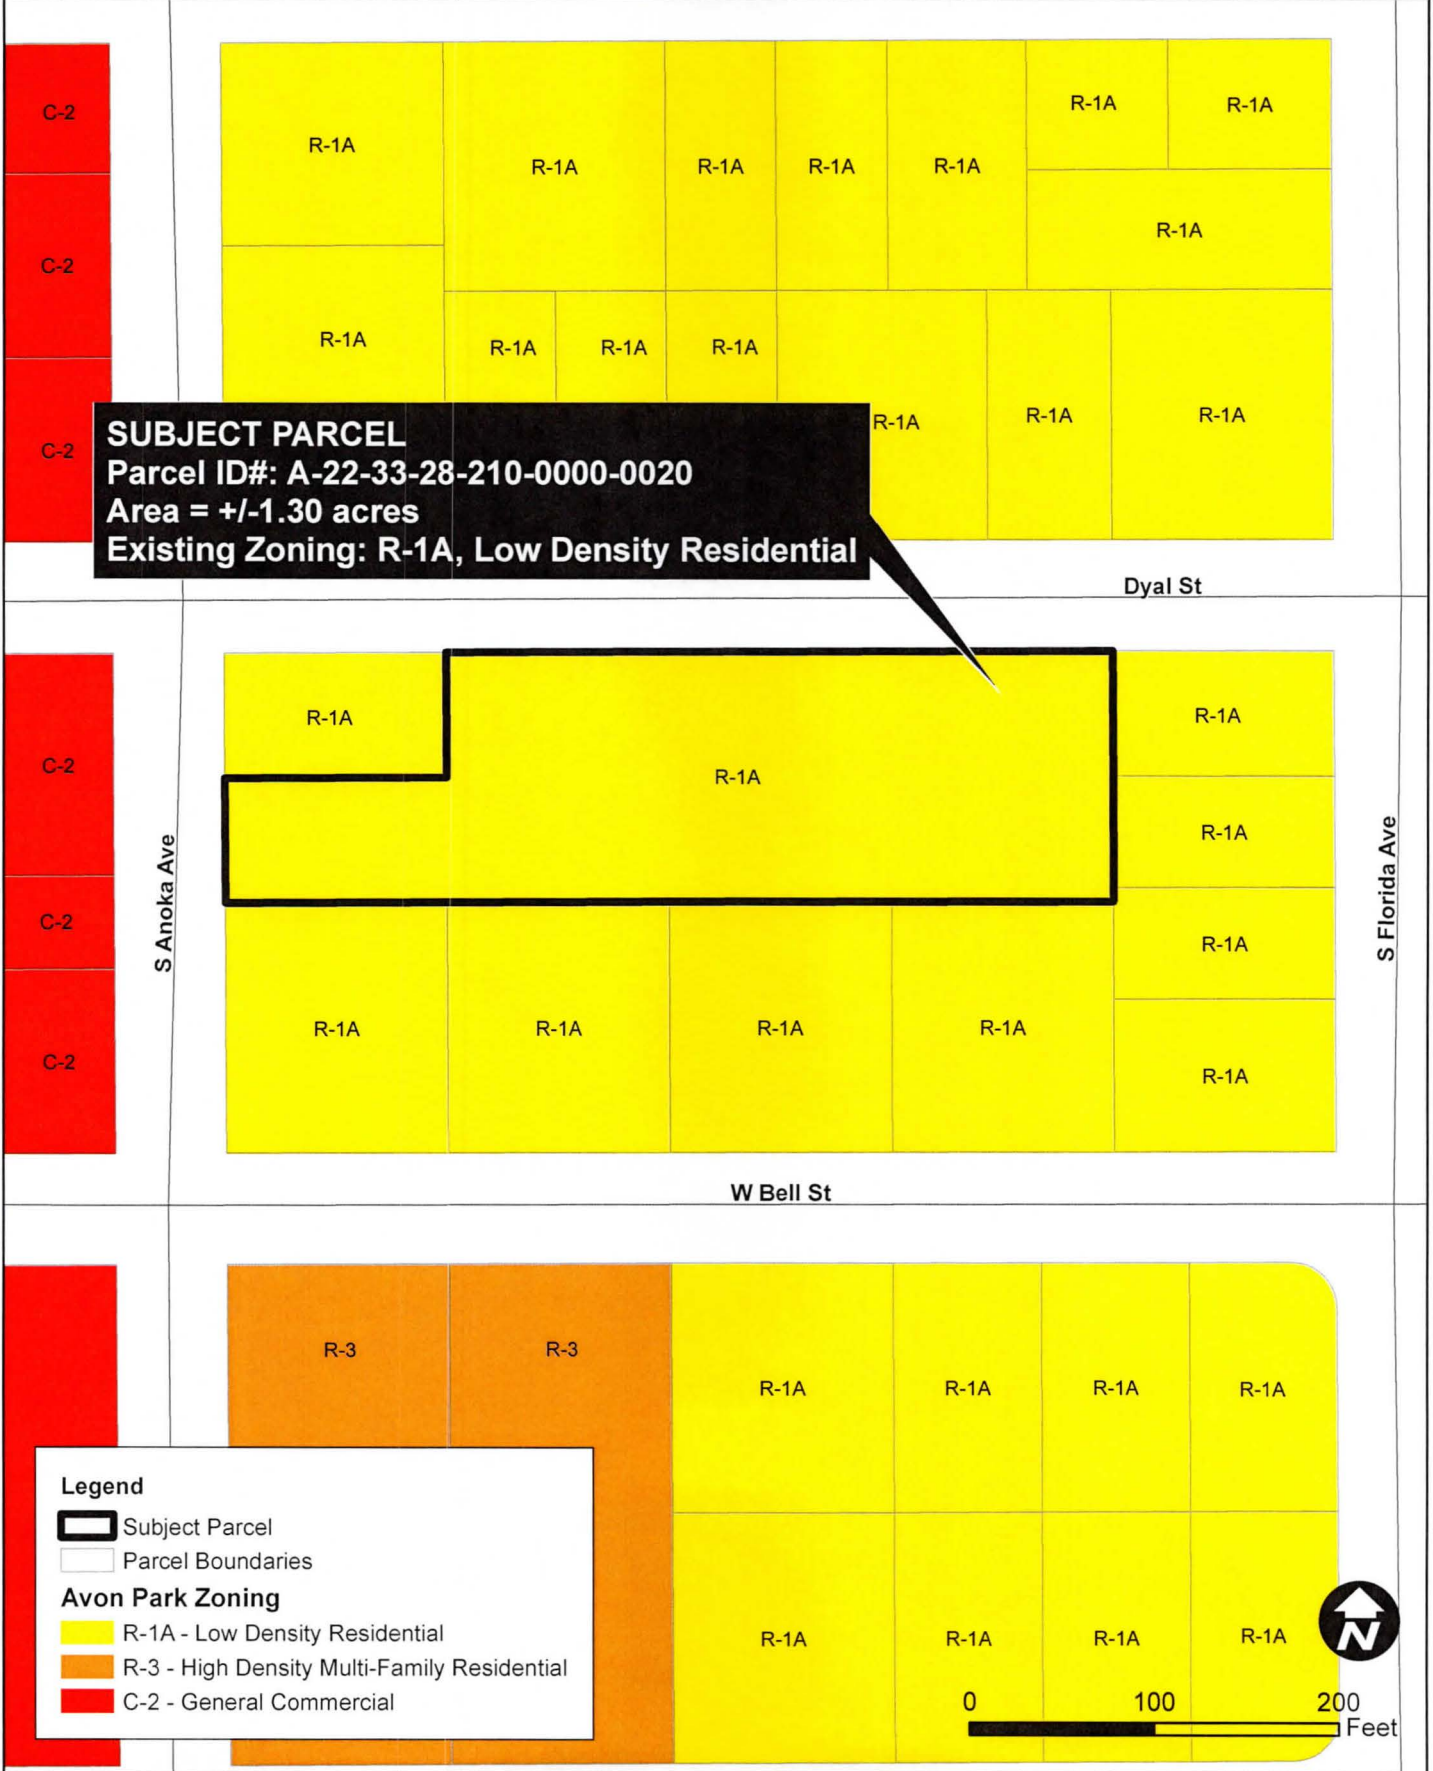 C-2
R-1A
R-1A
R-1A
R-1A
R-1A
R-1A
R-1A
R-1A
C-2
R-1A
R-1A
R-1A
R-1A
C-2
R-1A
R-1A
R-1A
SUBJECT PARCEL
Parcel ID#: A-22-33-28-210-0000-0020
Area = +/-1.30 acres
Existing Zoning: R-1A, Low Density Residential
Dyal St
C-2
R-1A
R-1A
R-1A
R-1A
S Anoka Ave
S Florida Ave
C-2
R-1A
C-2
R-1A
R-1A
R-1A
R-1A
R-1A
W Bell St
R-3
R-3
R-1A
R-1A
R-1A
R-1A
R-1A
R-1A
R-1A
R-1A
Legend
Subject Parcel
Parcel Boundaries
Avon Park Zoning
R-1A - Low Density Residential
R-3 - High Density Multi-Family Residential
C-2 - General Commercial
N
0 100 200
Feet